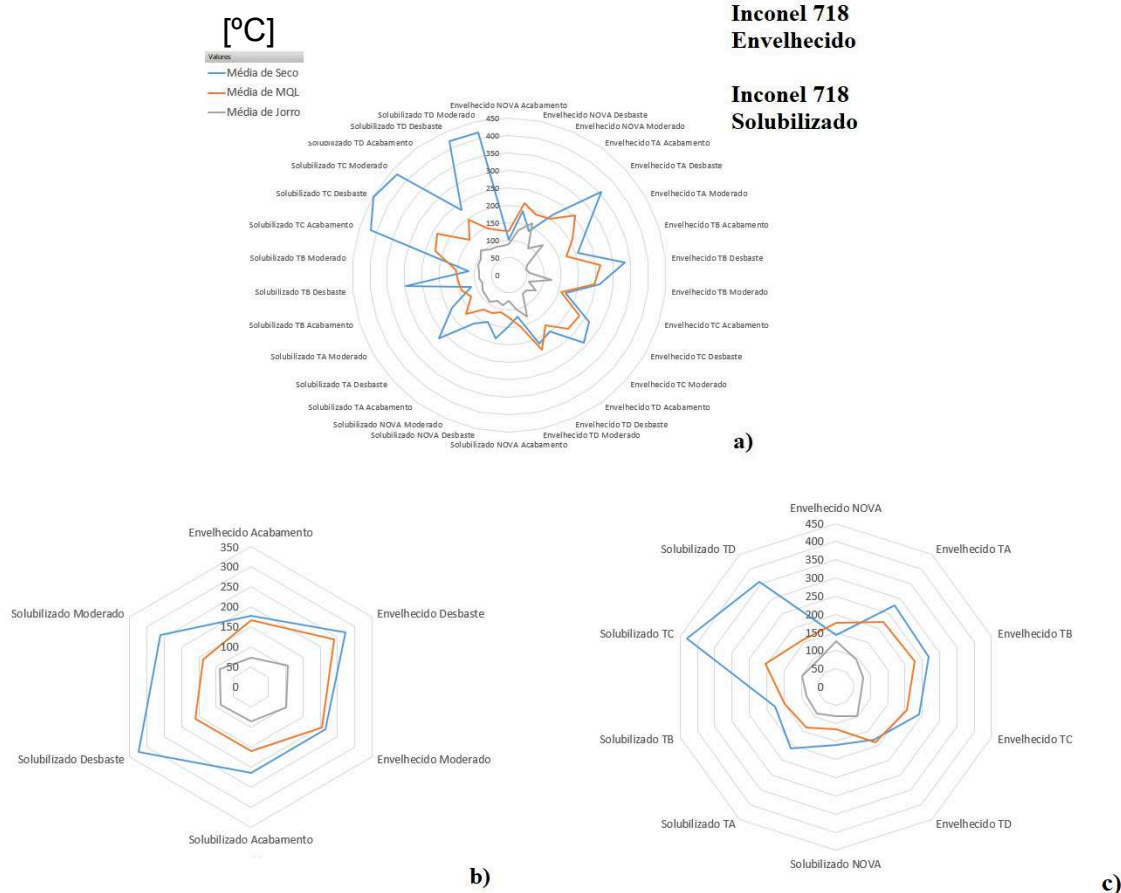 [ºC]
Valores
Média de Seco
Média de MQL
Média de Jorro
Inconel 718
Envelhecido
Inconel 718
Solubilizado
Envelhecido NOVA Acabamento
Envelhecido NOVA Desbaste
Envelhecido NOVA Moderado
Envelhecido TA Acabamento
Envelhecido TA Desbaste
Envelhecido TA Moderado
Envelhecido TB Acabamento
Envelhecido TB Desbaste
Envelhecido TB Moderado
Envelhecido TC Acabamento
Envelhecido TC Desbaste
Envelhecido TC Moderado
Envelhecido TD Acabamento
Envelhecido TD Desbaste
Envelhecido TD Moderado
Solubilizado NOVA Acabamento
Solubilizado NOVA Desbaste
Solubilizado NOVA Moderado
Solubilizado TA Acabamento
Solubilizado TA Desbaste
Solubilizado TA Moderado
Solubilizado TB Acabamento
Solubilizado TB Desbaste
Solubilizado TB Moderado
Solubilizado TC Acabamento
Solubilizado TC Desbaste
Solubilizado TC Moderado
Solubilizado TD Acabamento
Solubilizado TD Desbaste
Solubilizado TD Moderado
450
400
350
300
250
200
150
100
50
0
a)
Envelhecido Acabamento
350
300
250
200
150
100
50
0
Envelhecido Desbaste
Envelhecido Moderado
Solubilizado Acabamento
Solubilizado Desbaste
Solubilizado Moderado
b)
Envelhecido NOVA
450
400
350
300
250
200
150
100
50
0
Envelhecido TA
Envelhecido TB
Envelhecido TC
Envelhecido TD
Solubilizado NOVA
Solubilizado TA
Solubilizado TB
Solubilizado TC
Solubilizado TD
c)